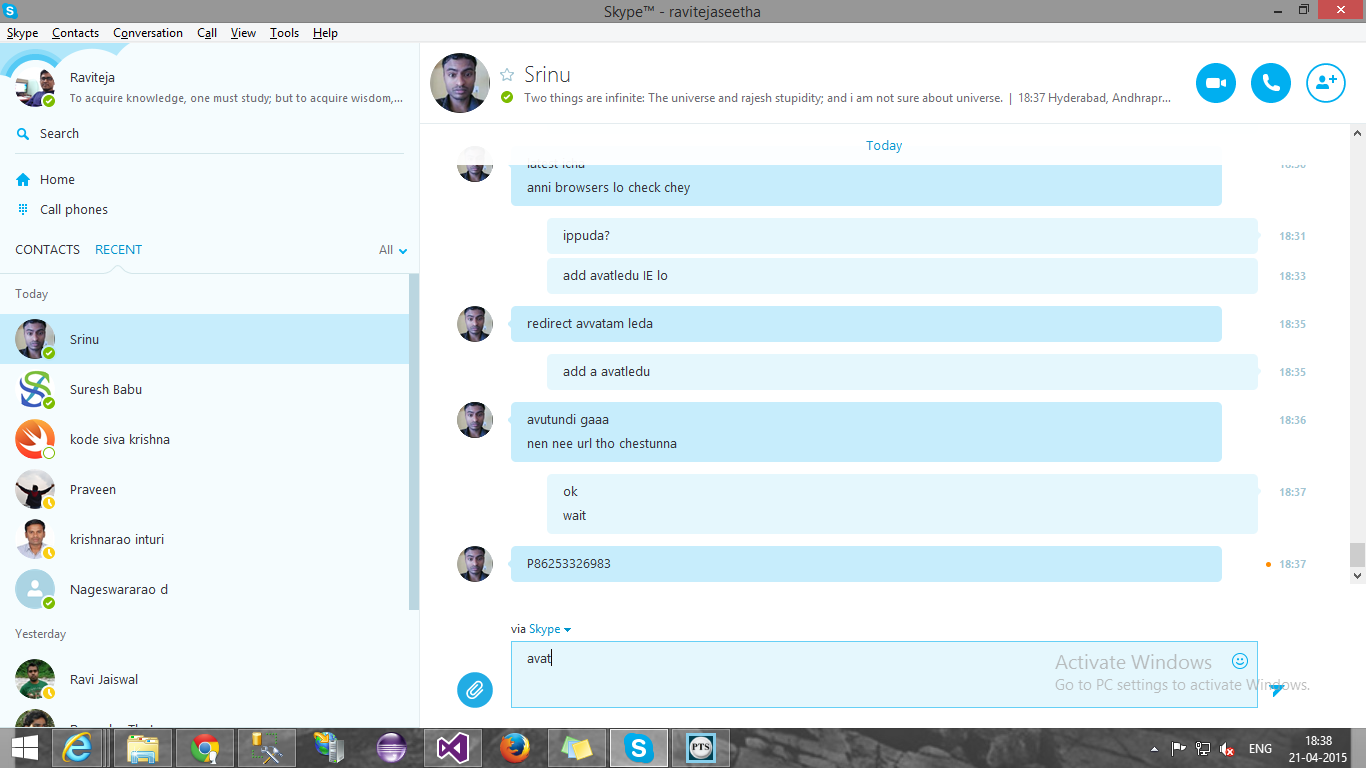 Skype™ - ravitejaseetha
Skype Contacts Conversation Call View Tools Help
Raviteja
To acquire knowledge, one must study; but to acquire wisdom,...
Search
Home
Call phones
CONTACTS RECENT All
Today
Srinu
Suresh Babu
kode siva krishna
Praveen
krishnarao inturi
Nageswararao d
Yesterday
Ravi Jaiswal
Srinu
Two things are infinite: The universe and rajesh stupidity; and i am not sure about universe. | 18:37 Hyderabad, Andhrapr...
Today
anni browsers lo check chey
ippuda? 18:31
add avatledu IE lo 18:33
redirect avvatam leda 18:35
add a avatledu 18:35
avutundi gaaa 18:36
nen nee url tho chestunna
ok 18:37
wait
P86253326983 18:37
via Skype
avat
Activate Windows
Go to PC settings to activate Windows.
PTS
ENG
18:38
21-04-2015